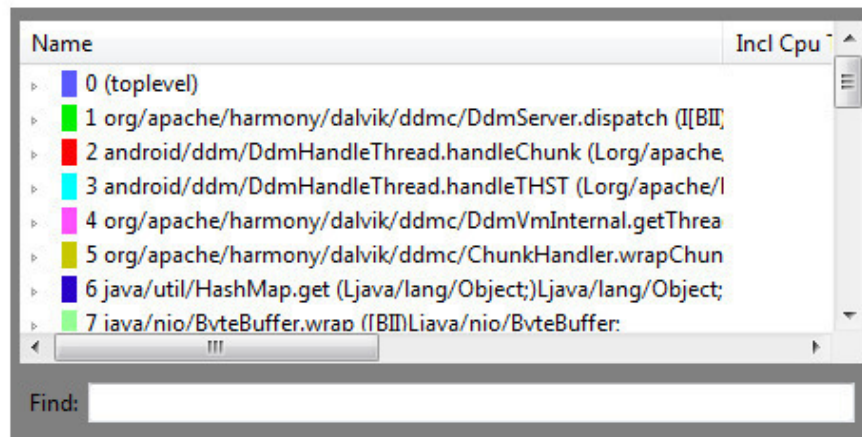 Name Incl Cpu
0 (toplevel)
1 org/apache/harmony/dalvik/ddmc/DdmServer.dispatch (I[BII)
2 android/ddm/DdmHandleThread.handleChunk (Lorg/apache
3 android/ddm/DdmHandleThread.handleTHST (Lorg/apache/
4 org/apache/harmony/dalvik/ddmc/DdmVmInternal.getThrea
5 org/apache/harmony/dalvik/ddmc/ChunkHandler.wrapChun
6 java/util/HashMap.get (Ljava/lang/Object;)Ljava/lang/Object;
7 java/nio/ByteBuffer.wrap ([BII)Ljava/nio/ByteBuffer;
Find: